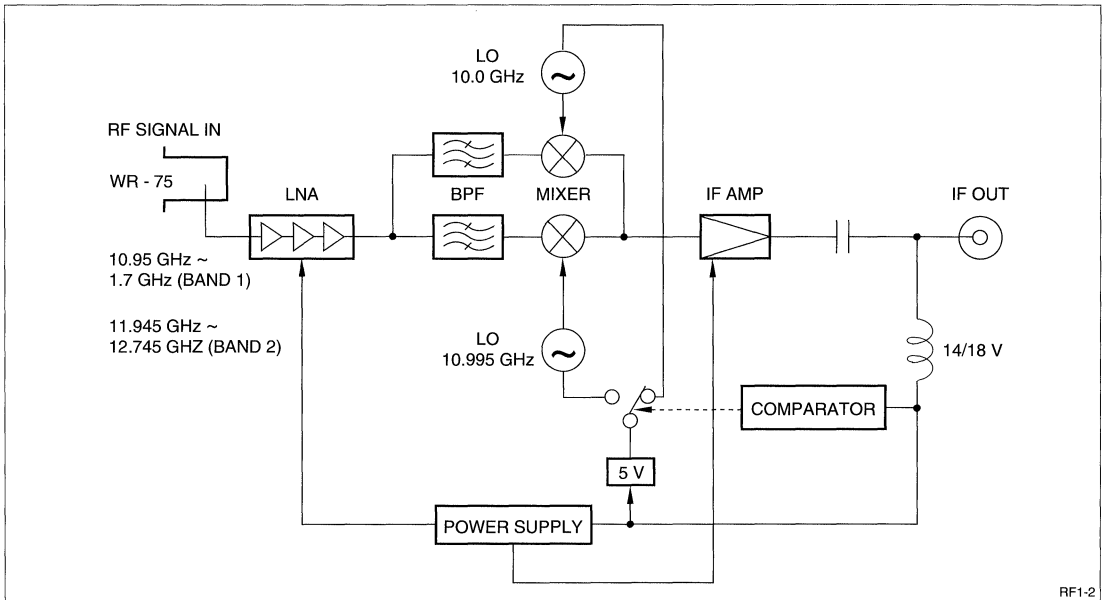 LO
10.0 GHz
RF SIGNAL IN
WR - 75
LNA
BPF
MIXER
IF AMP
IF OUT
10.95 GHz ~
1.7 GHz (BAND 1)
11.945 GHz ~
12.745 GHZ (BAND 2)
LO
10.995 GHz
14/18 V
COMPARATOR
5 V
POWER SUPPLY
RF1-2